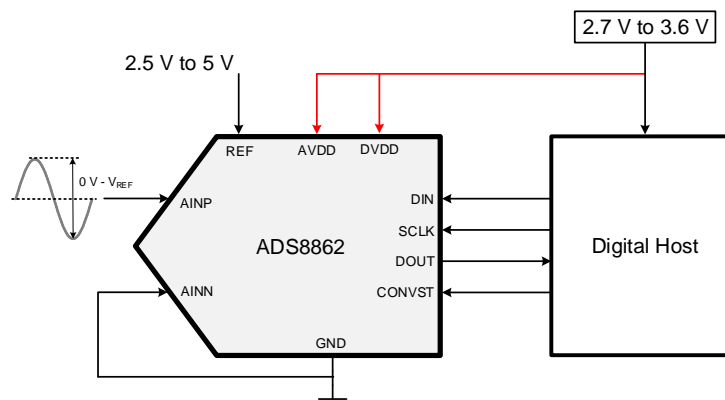 2.7 V to 3.6 V
2.5 V to 5 V
REF
AVDD
DVDD
0 V - VREF
AINP
DIN
SCLK
ADS8862
Digital Host
DOUT
AINN
CONVST
GND